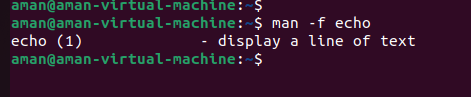 aman@aman-virtual-machine:~$
aman@aman-virtual-machine:~$ man -f echo
echo (1)             - display a line of text
aman@aman-virtual-machine:~$